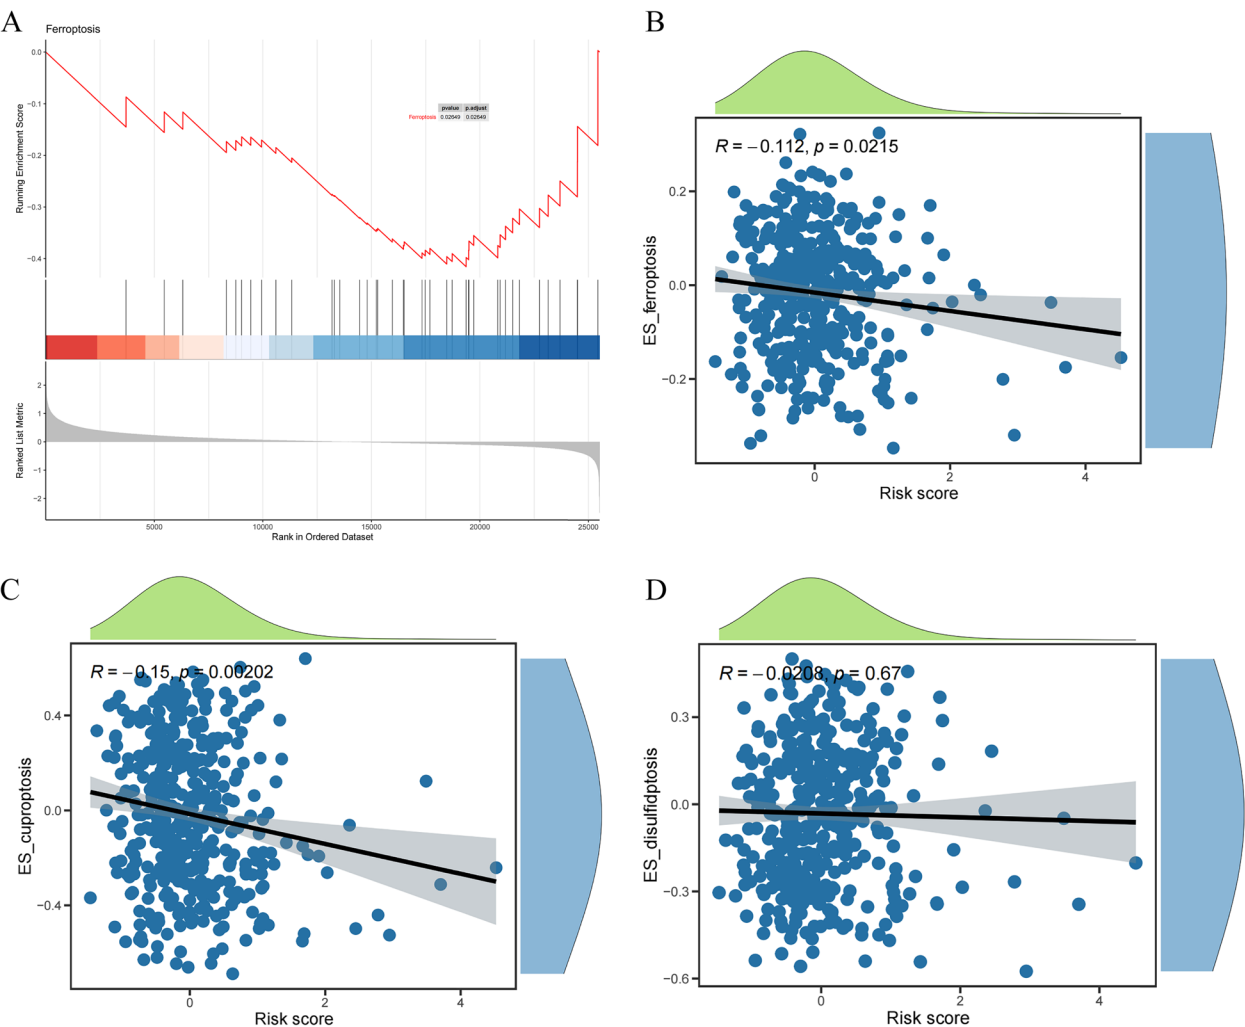 A
Ferroptosis
Running Enrichment Score
0.0
−0.1
−0.2
−0.3
−0.4
pvalue p.adjust
Ferroptosis 0.02649 0.02649
Ranked List Metric
2
1
0
−1
−2
5000 10000 15000 20000 25000
Rank in Ordered Dataset
B
R = −0.112, p = 0.0215
ES_ferroptosis
0.2
0.0
−0.2
0 2 4
Risk score
C
R = −0.15, p = 0.00202
ES_cuproptosis
0.4
0.0
−0.4
0 2 4
Risk score
D
R = −0.0208, p = 0.67
ES_disulfidptosis
0.3
0.0
−0.3
−0.6
0 2 4
Risk score